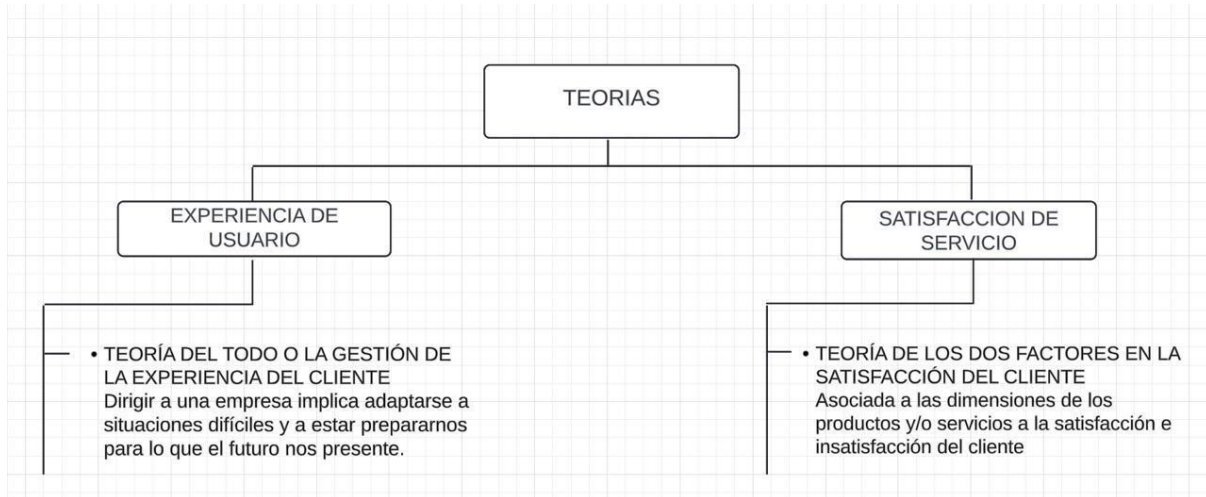 TEORIAS
EXPERIENCIA DE
USUARIO
SATISFACCION DE
SERVICIO
• TEORÍA DEL TODO O LA GESTIÓN DE
LA EXPERIENCIA DEL CLIENTE
Dirigir a una empresa implica adaptarse a
situaciones difíciles y a estar prepararnos
para lo que el futuro nos presente.
• TEORÍA DE LOS DOS FACTORES EN LA
SATISFACCIÓN DEL CLIENTE
Asociada a las dimensiones de los
productos y/o servicios a la satisfacción e
insatisfacción del cliente